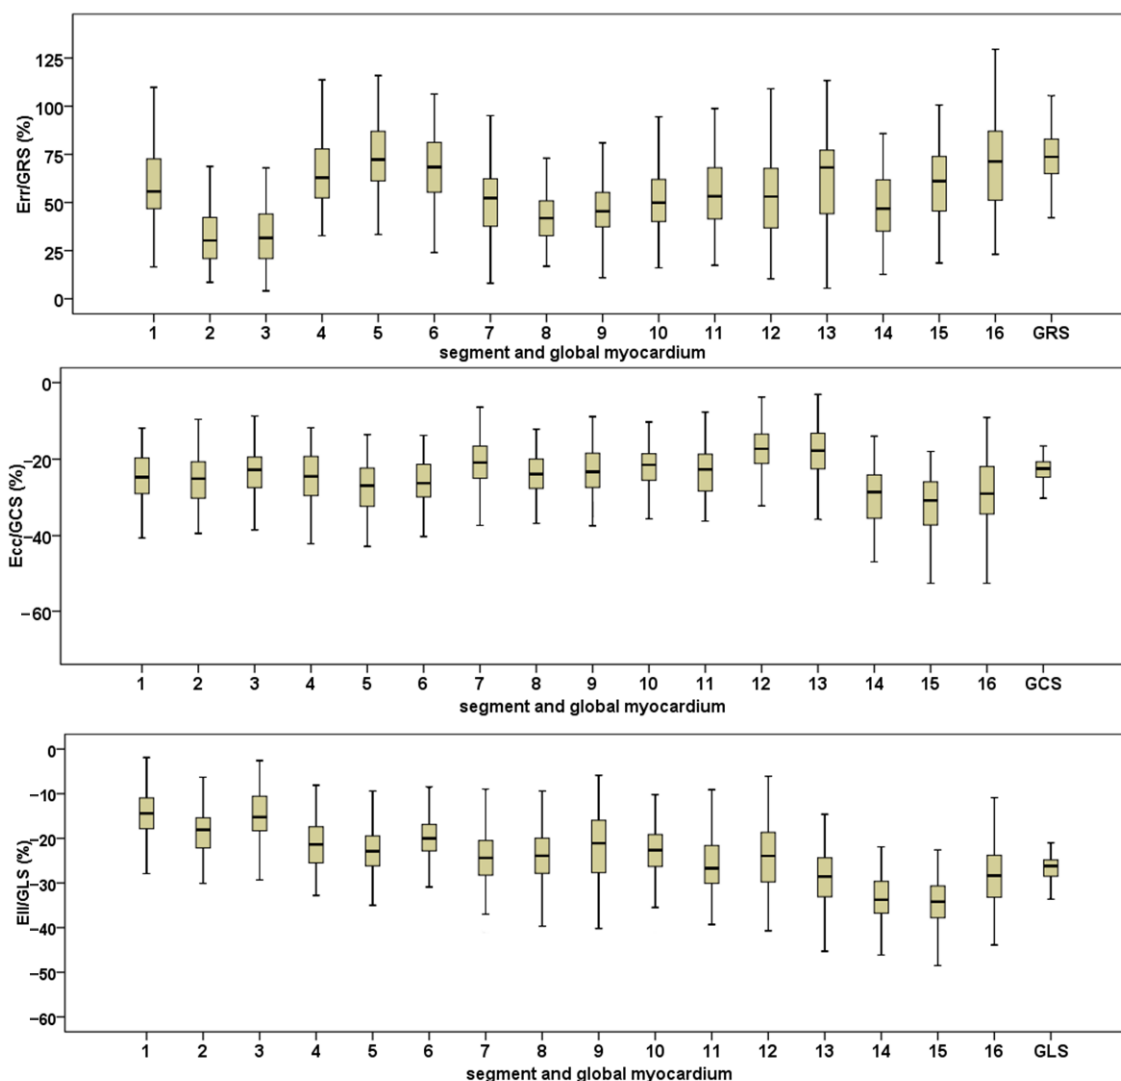 Err/GRS (%)
125
100
75
50
25
0
1 2 3 4 5 6 7 8 9 10 11 12 13 14 15 16 GRS
segment and global myocardium
Ecc/GCS (%)
0
−20
−40
−60
1 2 3 4 5 6 7 8 9 10 11 12 13 14 15 16 GCS
segment and global myocardium
Ell/GLS (%)
0
−10
−20
−30
−40
−50
−60
1 2 3 4 5 6 7 8 9 10 11 12 13 14 15 16 GLS
segment and global myocardium